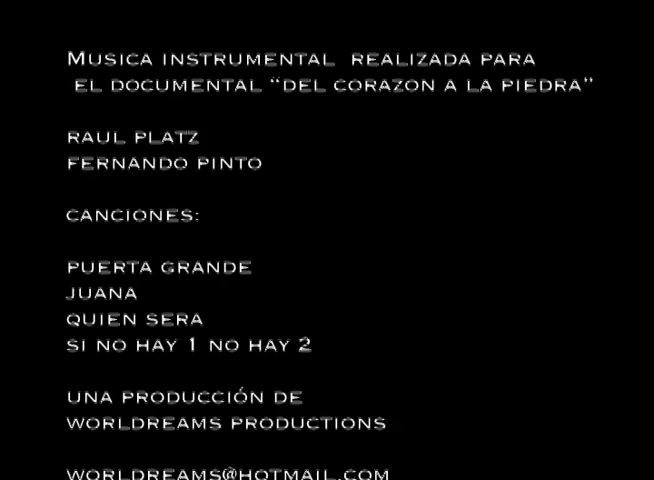 MUSICA INSTRUMENTAL REALIZADA PARA
EL DOCUMENTAL “DEL CORAZON A LA PIEDRA”
RAUL PLATZ
FERNANDO PINTO
CANCIONES:
PUERTA GRANDE
JUANA
QUIEN SERA
SI NO HAY 1 NO HAY 2
UNA PRODUCCIÓN DE
WORLDREAMS PRODUCTIONS
WORLDREAMS@HOTMAIL.COM